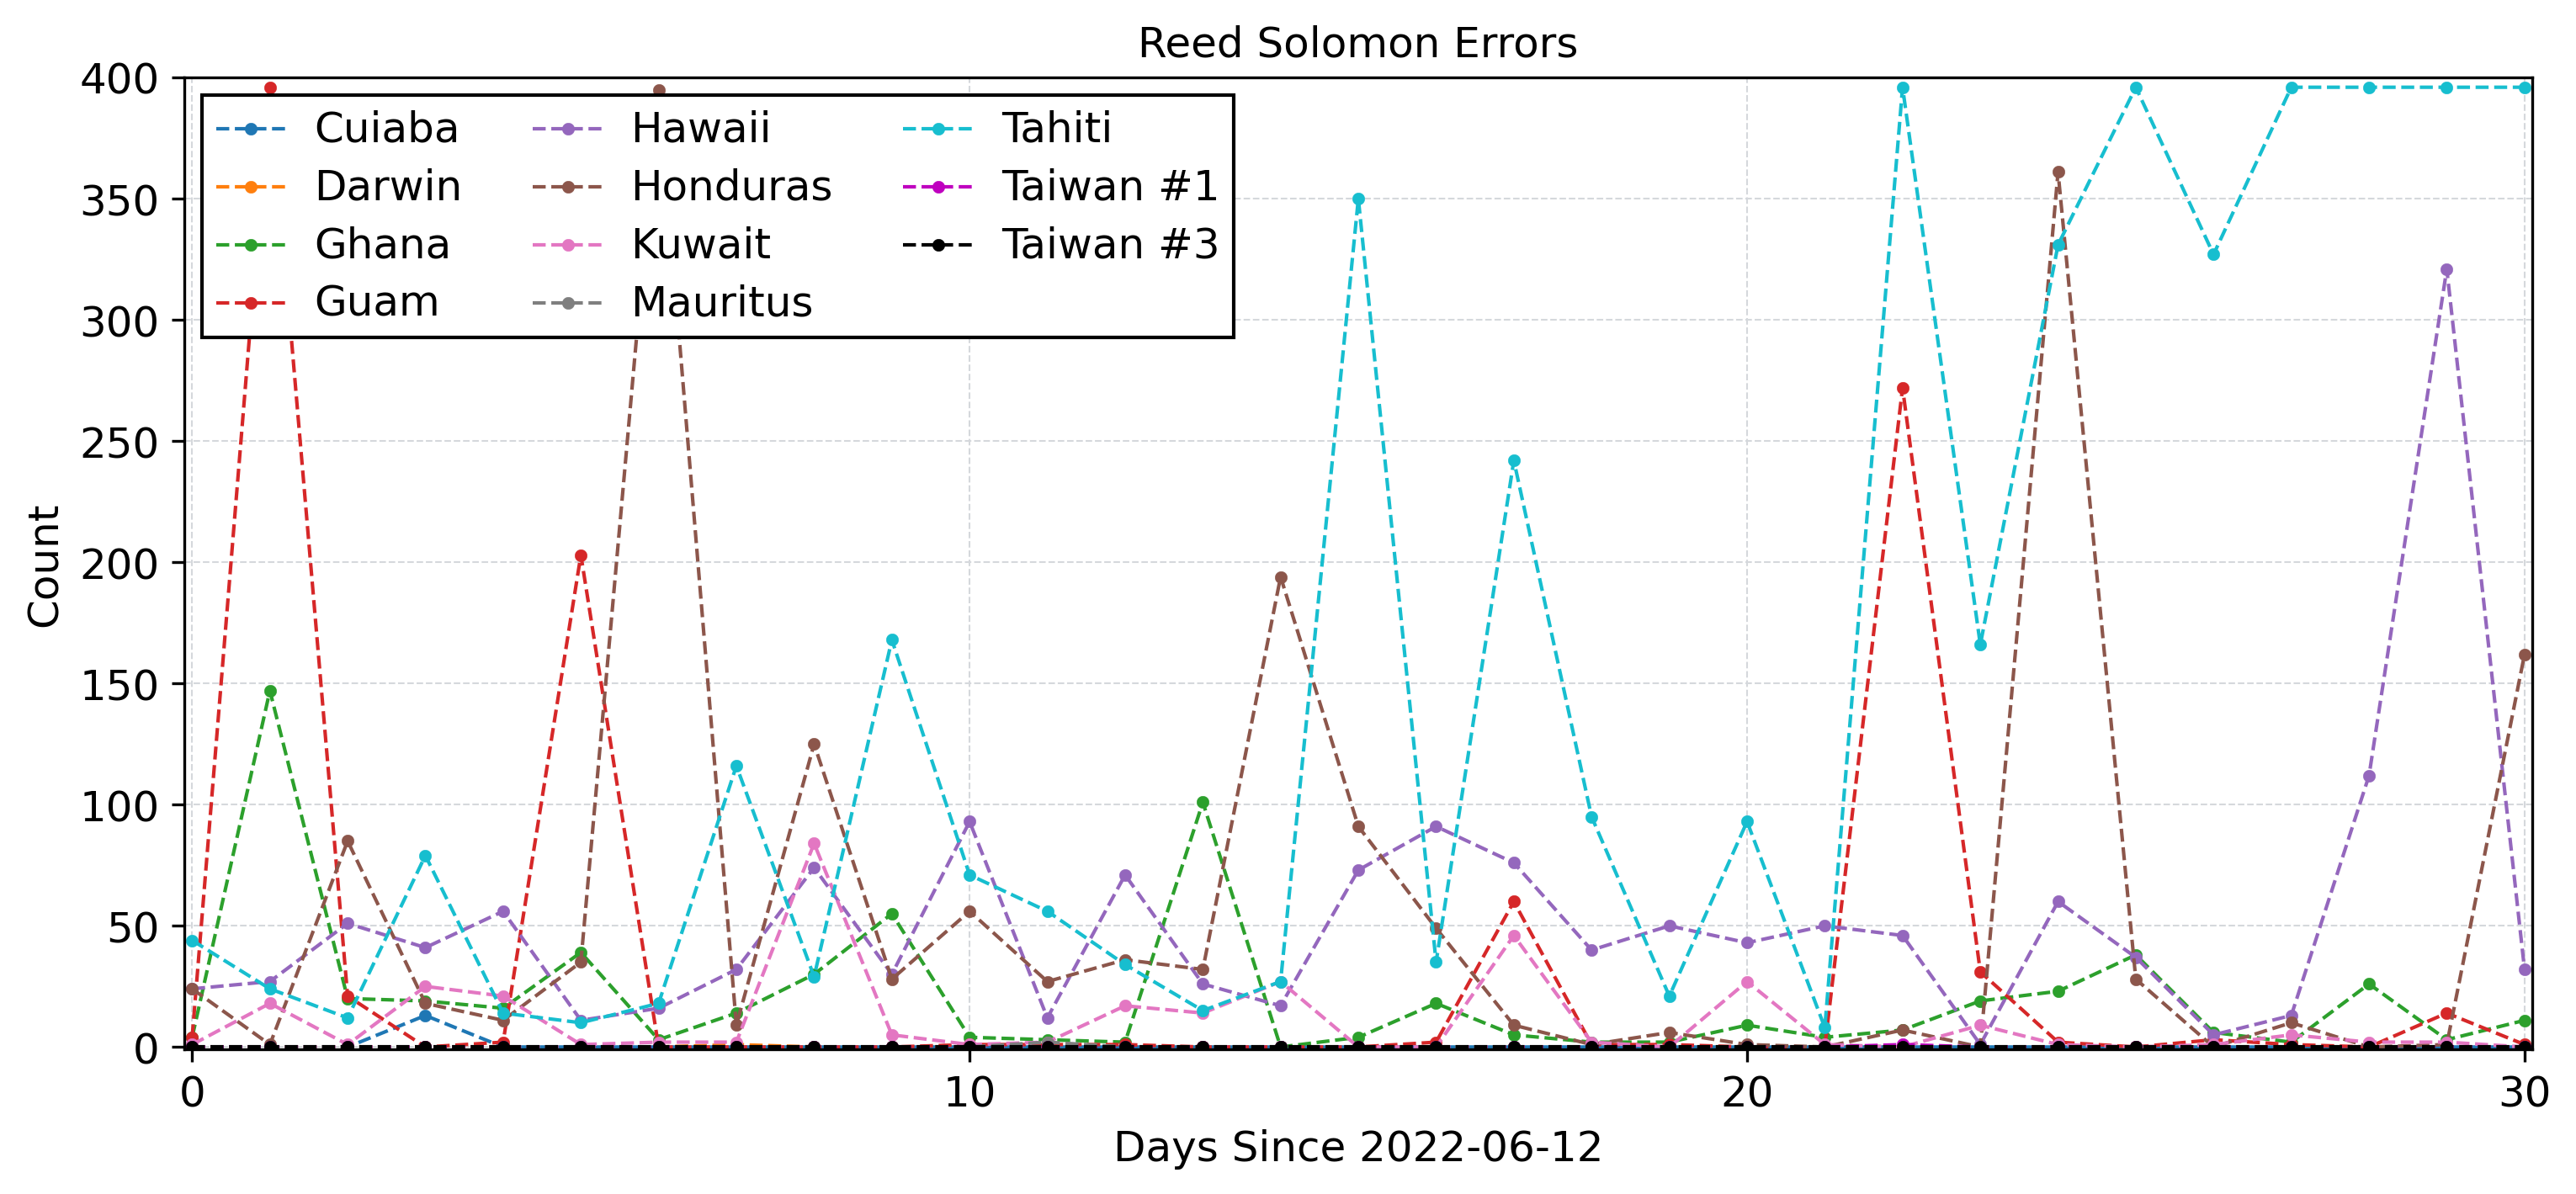 Reed Solomon Errors
400
350
300
250
200
150
100
50
0
Count
Cuiaba
Darwin
Ghana
Guam
Hawaii
Honduras
Kuwait
Mauritus
Tahiti
Taiwan #1
Taiwan #3
0 10 20 30
Days Since 2022-06-12